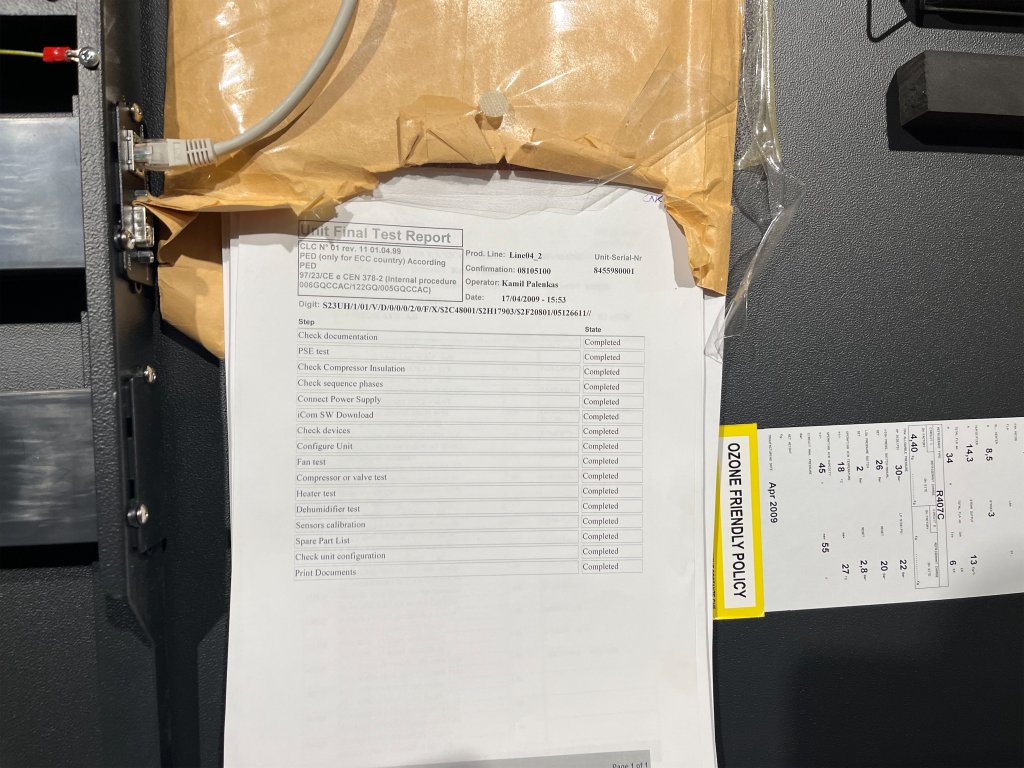 Unit Final Test Report
CLC N° 01 rev. 11 01.04.99
PED (only for ECC country) According
PED
97/23/CE e CEN 378-2 (Internal procedure
006GQCCAC/122GQ/005GQCCAC)
Prod. Line: Line04_2
Unit-Serial-Nr
Confirmation: 08105100
8455980001
Operator: Kamil Palenkas
Date: 17/04/2009 - 15:53
Digit: S23UH/1/01/V/D/0/0/0/2/0/F/X/S2C48001/S2H17903/S2F20801/05126611//
Step State
Check documentation Completed
PSE test Completed
Check Compressor Insulation Completed
Check sequence phases Completed
Connect Power Supply Completed
iCom SW Download Completed
Check devices Completed
Configure Unit Completed
Fan test Completed
Compressor or valve test Completed
Heater test Completed
Dehumidifier test Completed
Sensors calibration Completed
Spare Part List Completed
Check unit configuration Completed
Print Documents Completed
Page 1 of 1
OZONE FRIENDLY POLICY
8,5 3
14,3 13
34 6
R407C
4,40
30 22
26 20
2 2,8
18 27
45 55
Apr 2009